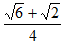 (√6 + √2)/4